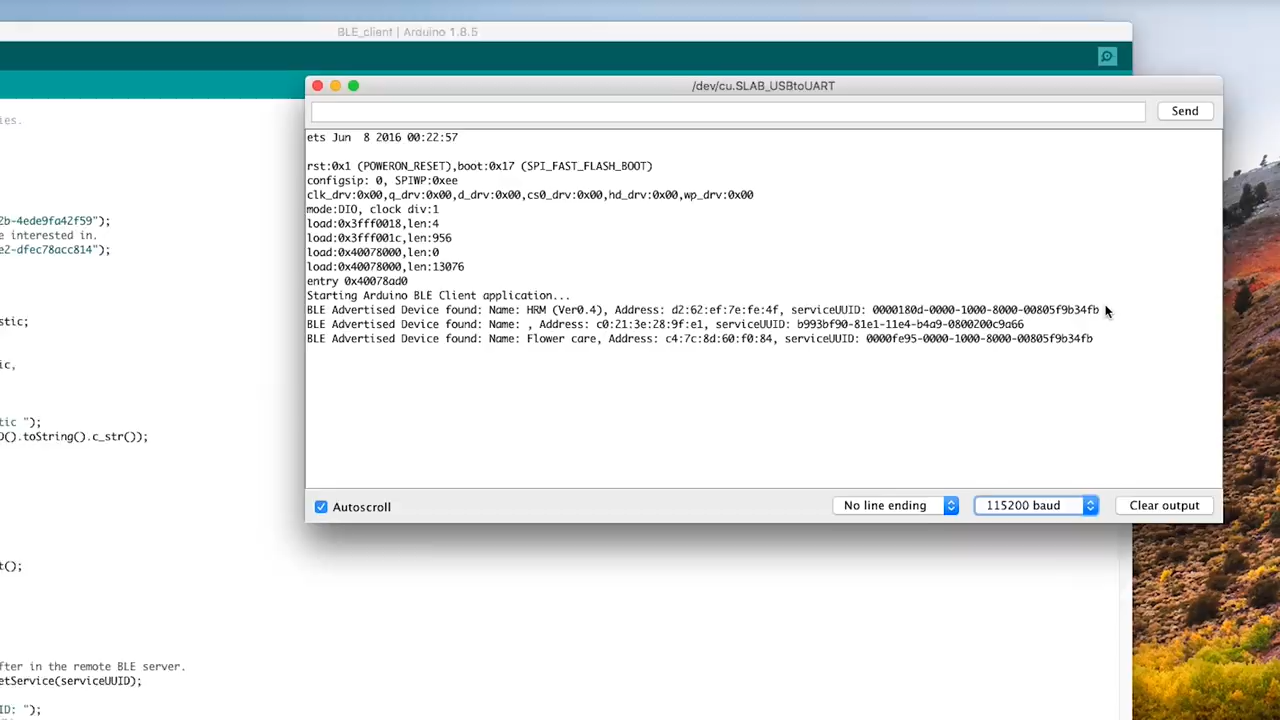 BLE_client | Arduino 1.8.5
/dev/cu.SLAB_USBtoUART
Send
ies.
ets Jun  8 2016 00:22:57
rst:0x1 (POWERON_RESET),boot:0x17 (SPI_FAST_FLASH_BOOT)
configsip: 0, SPIWP:0xee
clk_drv:0x00,q_drv:0x00,d_drv:0x00,cs0_drv:0x00,hd_drv:0x00,wp_drv:0x00
mode:DIO, clock div:1
load:0x3fff0018,len:4
load:0x3fff001c,len:956
load:0x40078000,len:0
load:0x40078000,len:13076
entry 0x40078ad0
Starting Arduino BLE Client application...
BLE Advertised Device found: Name: HRM (Ver0.4), Address: d2:62:ef:7e:fe:4f, serviceUUID: 0000180d-0000-1000-8000-00805f9b34fb
BLE Advertised Device found: Name: , Address: c0:21:3e:28:9f:e1, serviceUUID: b993bf90-81e1-11e4-b4a9-0800200c9a66
BLE Advertised Device found: Name: Flower care, Address: c4:7c:8d:60:f0:84, serviceUUID: 0000fe95-0000-1000-8000-00805f9b34fb
Autoscroll
No line ending
115200 baud
Clear output
2b-4ede9fa42f59");
e interested in.
e2-dfec78acc814");
stic;
ic,
tic ");
D().toString().c_str());
t();
fter in the remote BLE server.
etService(serviceUUID);
ID: ");